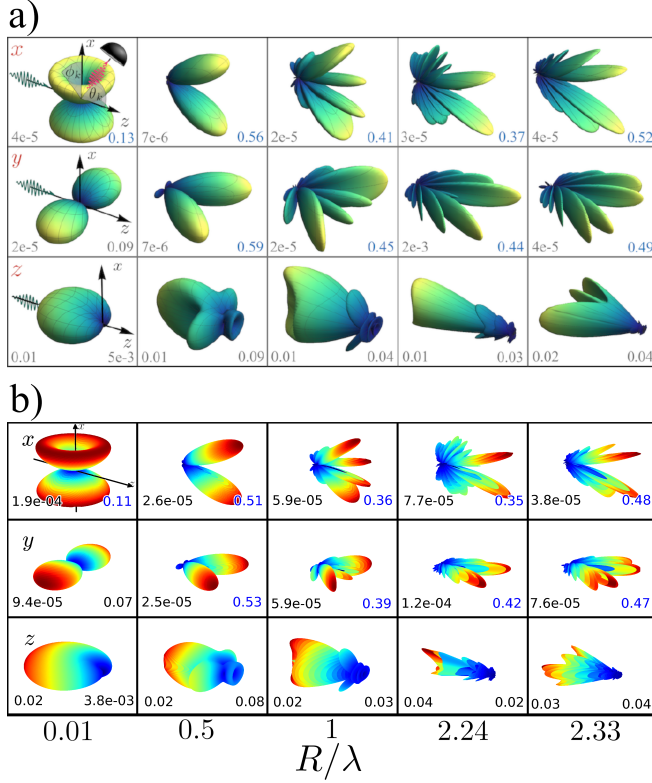 a)
x x
ϕk
θk
z
4e-5 0.13 7e-6 0.56 2e-5 0.41 3e-5 0.37 4e-5 0.52
y x
z
2e-5 0.09 7e-6 0.59 2e-5 0.45 2e-3 0.44 4e-5 0.49
z x
z
0.01 5e-3 0.01 0.09 0.01 0.04 0.01 0.03 0.02 0.04
b)
x x
1.9e-04 0.11 2.6e-05 0.51 5.9e-05 0.36 7.7e-05 0.35 3.8e-05 0.48
y
9.4e-05 0.07 2.5e-05 0.53 5.9e-05 0.39 1.2e-04 0.42 7.6e-05 0.47
z
0.02 3.8e-03 0.02 0.08 0.02 0.03 0.04 0.02 0.03 0.04
0.01 0.5 1 2.24 2.33
R/λ